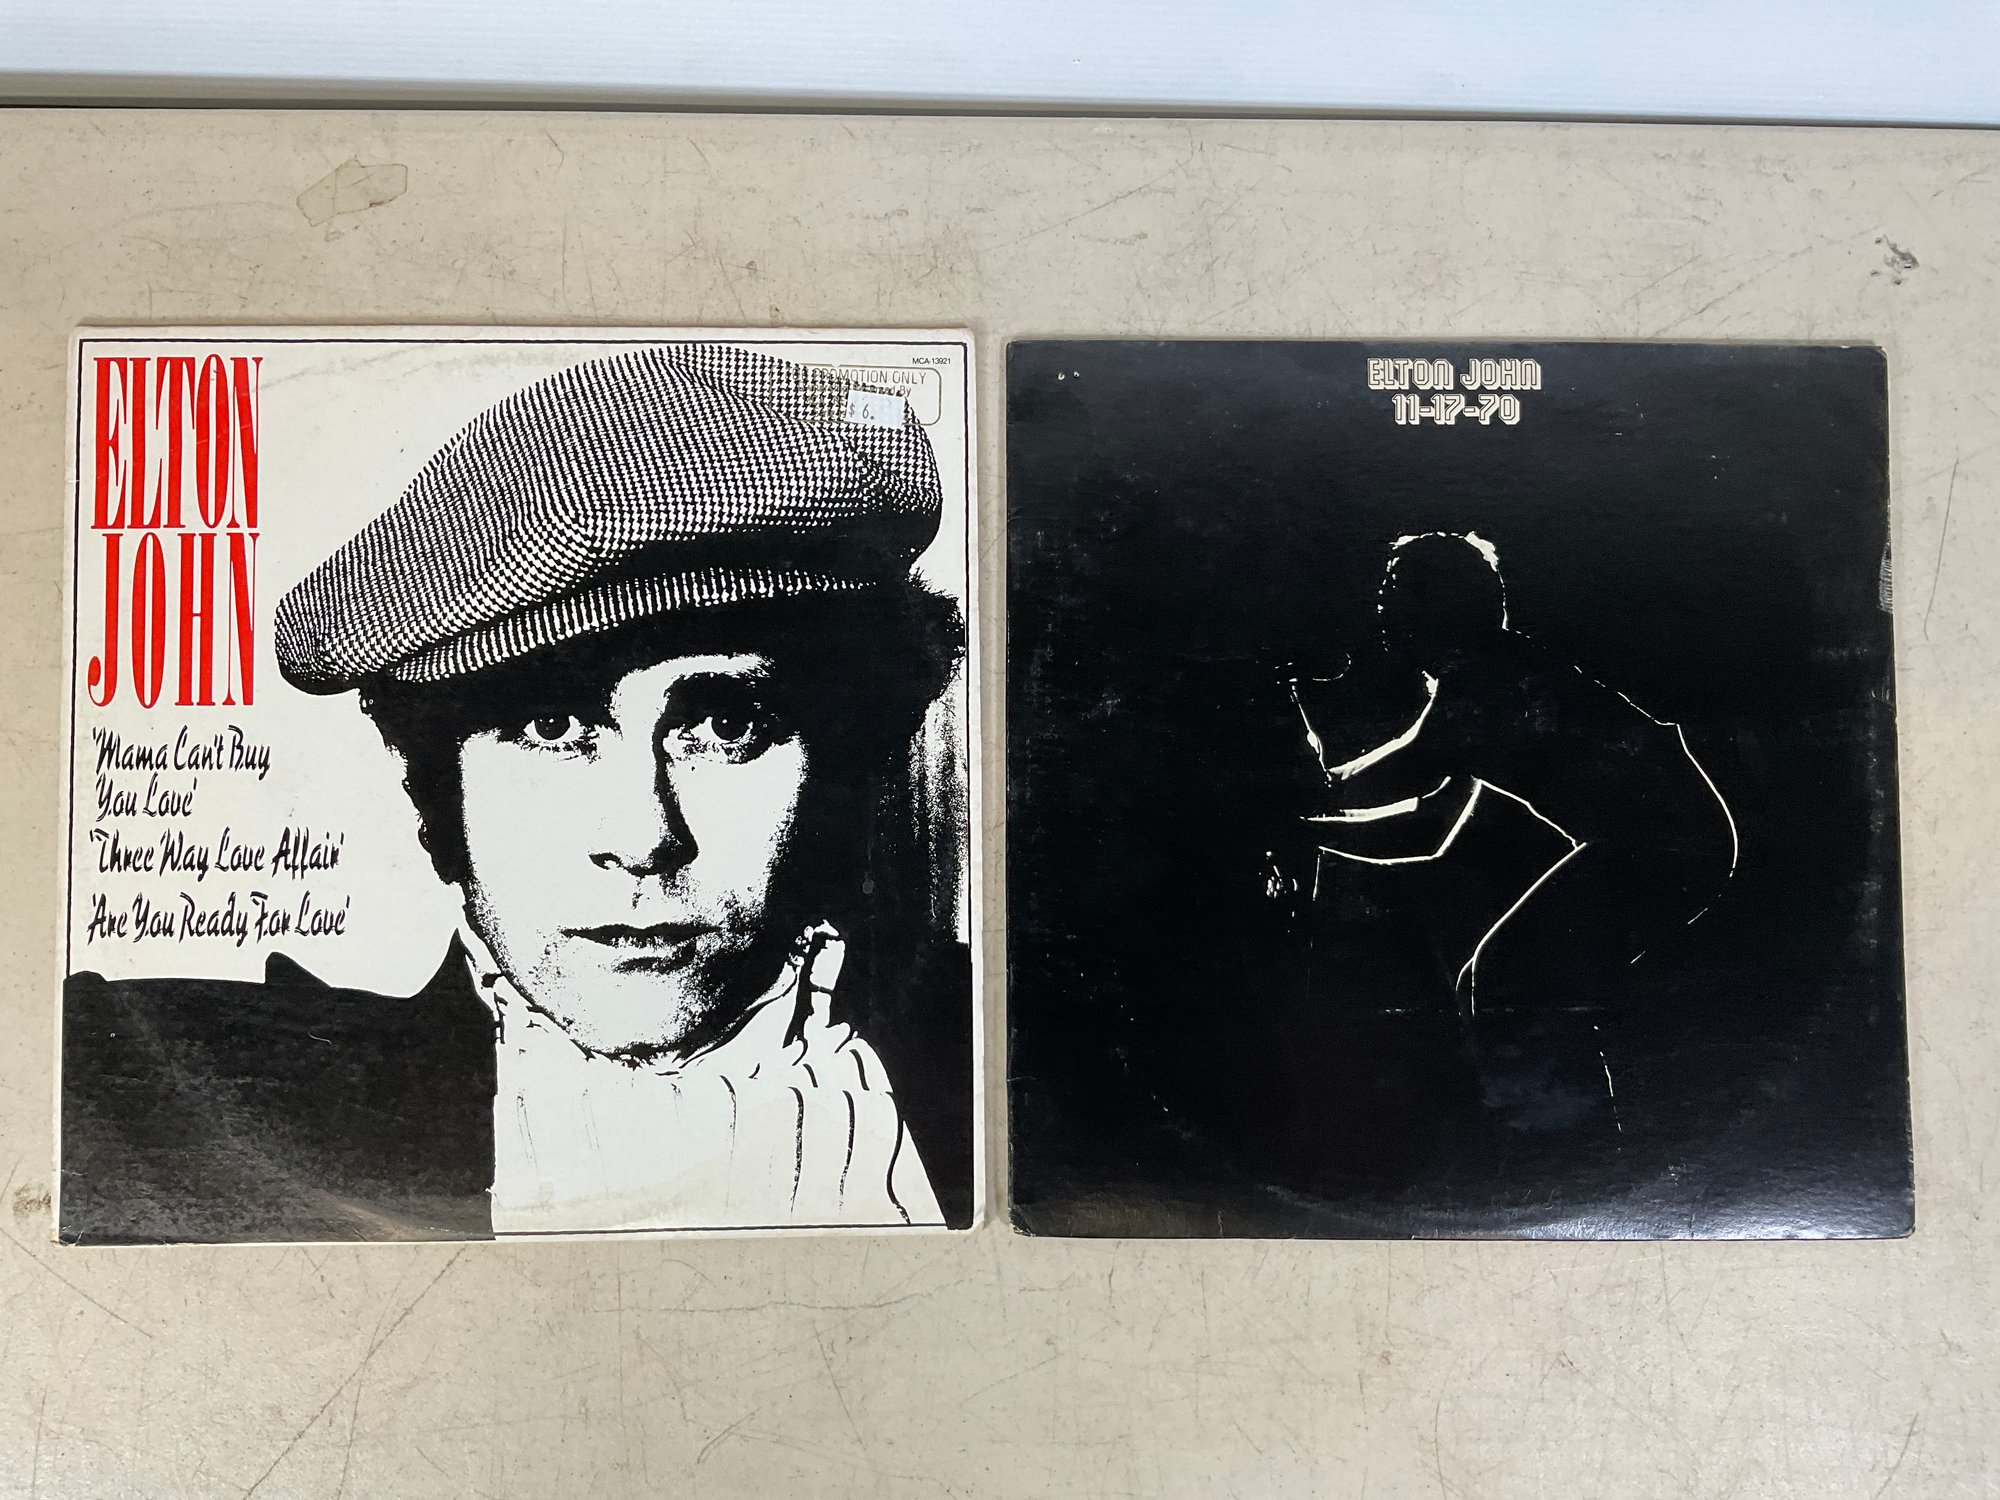 ELTON
JOHN
'Mama Can't Buy
You Love'
'Three Way Love Affair'
'Are You Ready For Love'
MCA-13921
PROMOTION ONLY
By
$6.
ELTON JOHN
11-17-70